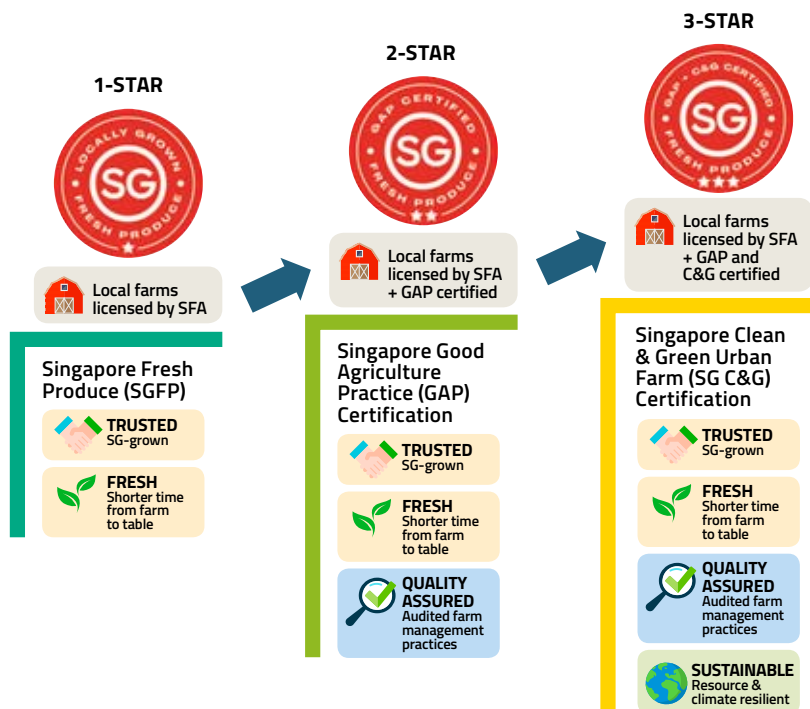 1-STAR
LOCALLY GROWN
SG
FRESH PRODUCE
Local farms
licensed by SFA
Singapore Fresh
Produce (SGFP)
TRUSTED
SG-grown
FRESH
Shorter time
from farm
to table
2-STAR
GAP CERTIFIED
SG
FRESH PRODUCE
Local farms
licensed by SFA
+ GAP certified
Singapore Good
Agriculture
Practice (GAP)
Certification
TRUSTED
SG-grown
FRESH
Shorter time
from farm
to table
QUALITY
ASSURED
Audited farm
management
practices
3-STAR
GAP + C&G CERTIFIED
SG
FRESH PRODUCE
Local farms
licensed by SFA
+ GAP and
C&G certified
Singapore Clean
& Green Urban
Farm (SG C&G)
Certification
TRUSTED
SG-grown
FRESH
Shorter time
from farm
to table
QUALITY
ASSURED
Audited farm
management
practices
SUSTAINABLE
Resource &
climate resilient